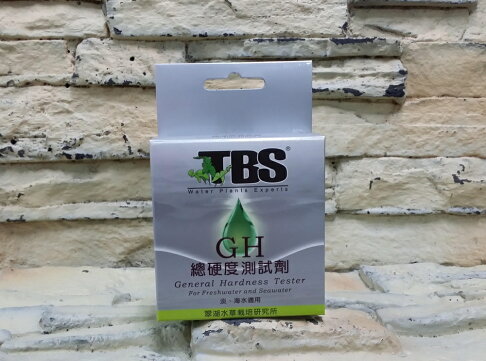 TBS®
Water Plants Experts
GH
總硬度測試劑
General Hardness Tester
For Freshwater and Seawater
淡、海水適用
翠湖水草栽培研究所